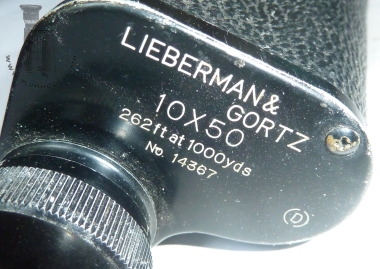 LIEBERMAN &
GORTZ
10X50
262ft at 1000yds
No. 14367
D